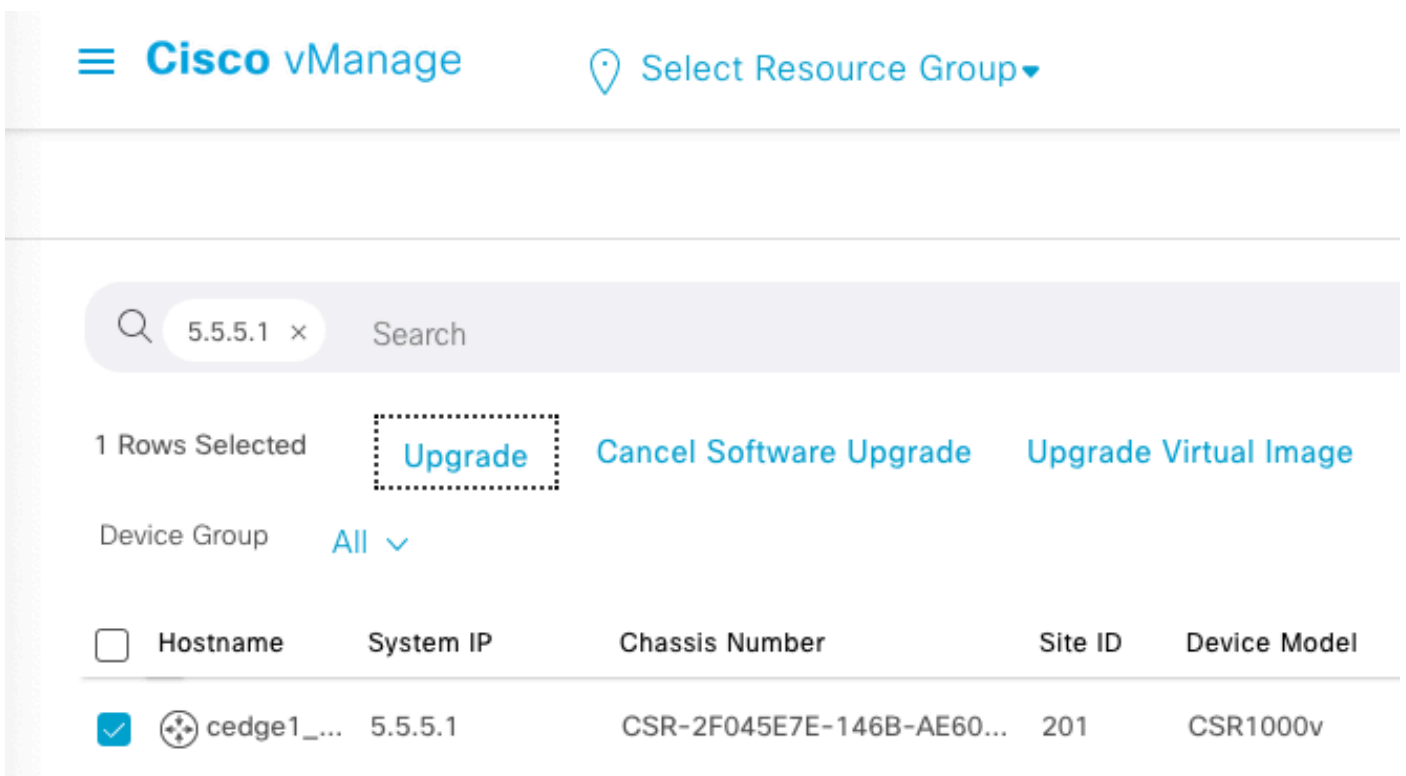 Cisco vManage Select Resource Group
5.5.5.1 × Search
1 Rows Selected Upgrade Cancel Software Upgrade Upgrade Virtual Image
Device Group All
Hostname System IP Chassis Number Site ID Device Model
cedge1_... 5.5.5.1 CSR-2F045E7E-146B-AE60... 201 CSR1000v